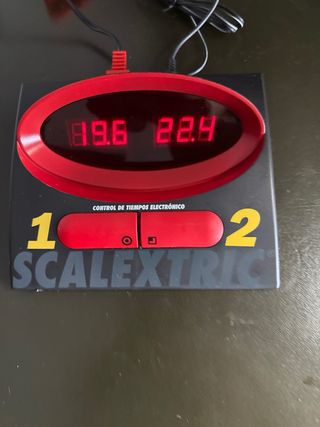 19.6 22.4
CONTROL DE TIEMPOS ELECTRÓNICO
1 2
SCALEXTRIC